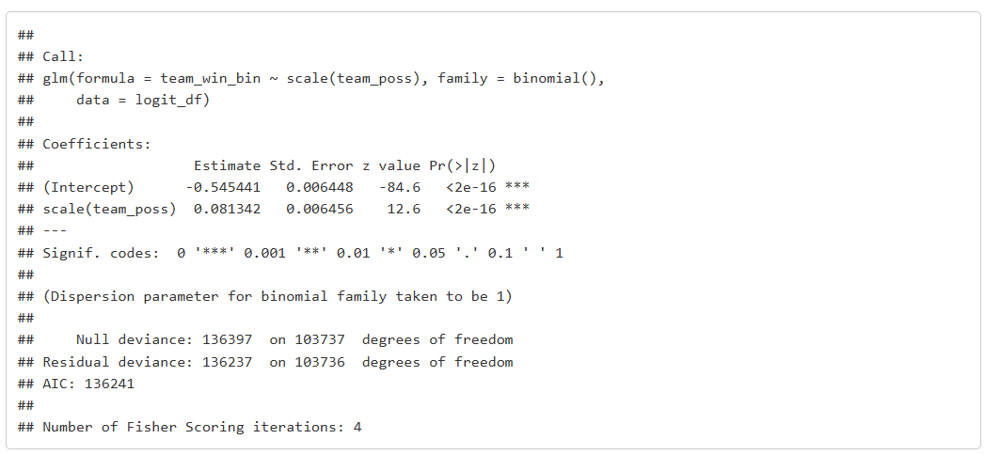 ##
## Call:
## glm(formula = team_win_bin ~ scale(team_poss), family = binomial(),
##     data = logit_df)
##
## Coefficients:
##                   Estimate Std. Error z value Pr(>|z|)
## (Intercept)      -0.545441   0.006448   -84.6   <2e-16 ***
## scale(team_poss)  0.081342   0.006456    12.6   <2e-16 ***
## ---
## Signif. codes:  0 '***' 0.001 '**' 0.01 '*' 0.05 '.' 0.1 ' ' 1
##
## (Dispersion parameter for binomial family taken to be 1)
##
##     Null deviance: 136397  on 103737  degrees of freedom
## Residual deviance: 136237  on 103736  degrees of freedom
## AIC: 136241
##
## Number of Fisher Scoring iterations: 4